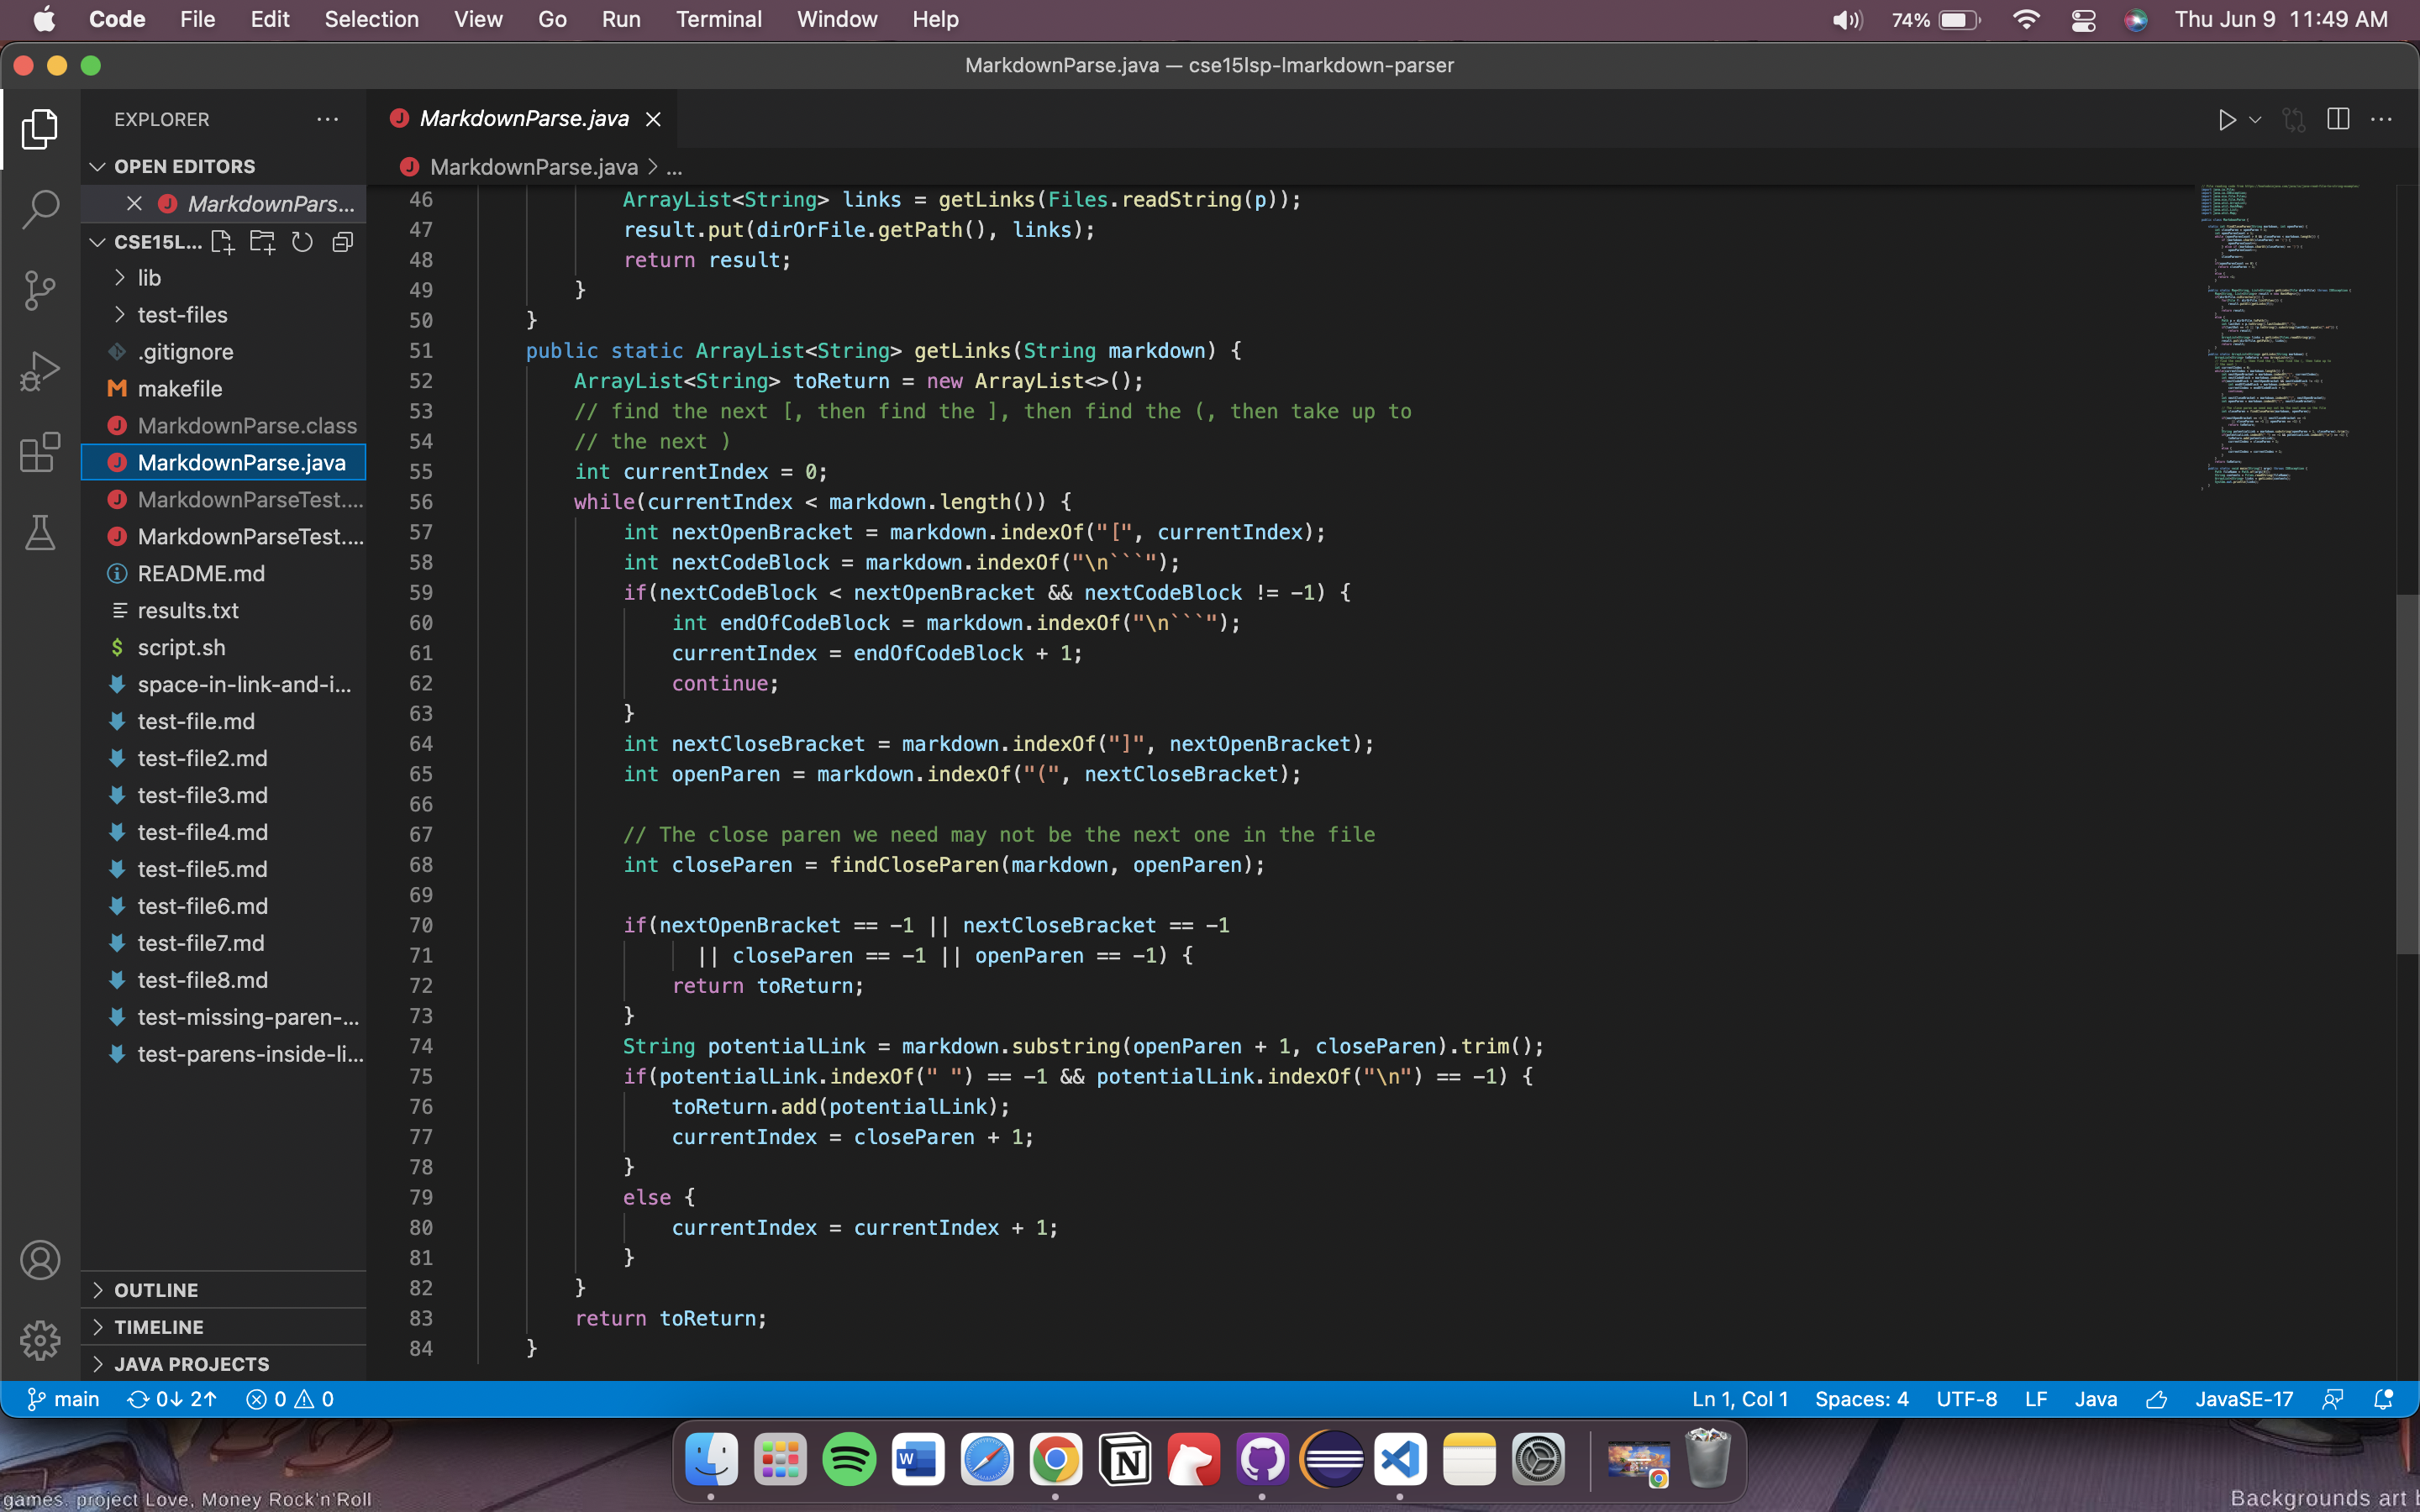 Code File Edit Selection View Go Run Terminal Window Help 74% Thu Jun 9 11:49 AM
MarkdownParse.java — cse15lsp-lmarkdown-parser
EXPLORER
OPEN EDITORS
MarkdownPars...
CSE15L...
lib
test-files
.gitignore
makefile
MarkdownParse.class
MarkdownParse.java
MarkdownParseTest....
MarkdownParseTest....
README.md
results.txt
script.sh
space-in-link-and-i...
test-file.md
test-file2.md
test-file3.md
test-file4.md
test-file5.md
test-file6.md
test-file7.md
test-file8.md
test-missing-paren-...
test-parens-inside-li...
OUTLINE
TIMELINE
JAVA PROJECTS
MarkdownParse.java
MarkdownParse.java > ...
46 ArrayList<String> links = getLinks(Files.readString(p));
47 result.put(dirOrFile.getPath(), links);
48 return result;
49 }
50 }
51 public static ArrayList<String> getLinks(String markdown) {
52 ArrayList<String> toReturn = new ArrayList<>();
53 // find the next [, then find the ], then find the (, then take up to
54 // the next )
55 int currentIndex = 0;
56 while(currentIndex < markdown.length()) {
57 int nextOpenBracket = markdown.indexOf("[", currentIndex);
58 int nextCodeBlock = markdown.indexOf("\n```");
59 if(nextCodeBlock < nextOpenBracket && nextCodeBlock != -1) {
60 int endOfCodeBlock = markdown.indexOf("\n```");
61 currentIndex = endOfCodeBlock + 1;
62 continue;
63 }
64 int nextCloseBracket = markdown.indexOf("]", nextOpenBracket);
65 int openParen = markdown.indexOf("(", nextCloseBracket);
66
67 // The close paren we need may not be the next one in the file
68 int closeParen = findCloseParen(markdown, openParen);
69
70 if(nextOpenBracket == -1 || nextCloseBracket == -1
71 || closeParen == -1 || openParen == -1) {
72 return toReturn;
73 }
74 String potentialLink = markdown.substring(openParen + 1, closeParen).trim();
75 if(potentialLink.indexOf(" ") == -1 && potentialLink.indexOf("\n") == -1) {
76 toReturn.add(potentialLink);
77 currentIndex = closeParen + 1;
78 }
79 else {
80 currentIndex = currentIndex + 1;
81 }
82 }
83 return toReturn;
84 }
main 0↓ 2↑ 0 0 Ln 1, Col 1 Spaces: 4 UTF-8 LF Java JavaSE-17
games. project Love, Money Rock'n'Roll
Backgrounds art